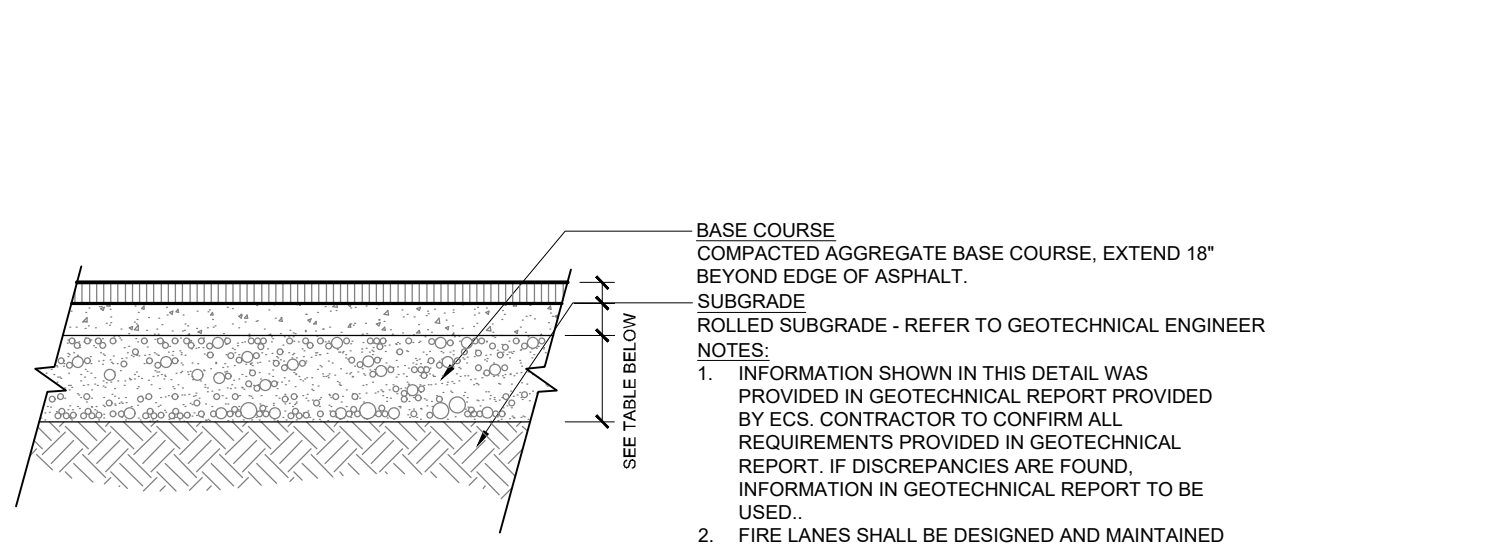 BASE COURSE
COMPACTED AGGREGATE BASE COURSE, EXTEND 18"
BEYOND EDGE OF ASPHALT.
SUBGRADE
ROLLED SUBGRADE - REFER TO GEOTECHNICAL ENGINEER
NOTES:
1. INFORMATION SHOWN IN THIS DETAIL WAS
PROVIDED IN GEOTECHNICAL REPORT PROVIDED
BY ECS. CONTRACTOR TO CONFIRM ALL
REQUIREMENTS PROVIDED IN GEOTECHNICAL
REPORT. IF DISCREPANCIES ARE FOUND,
INFORMATION IN GEOTECHNICAL REPORT TO BE
USED..
2. FIRE LANES SHALL BE DESIGNED AND MAINTAINED
SEE TABLE BELOW